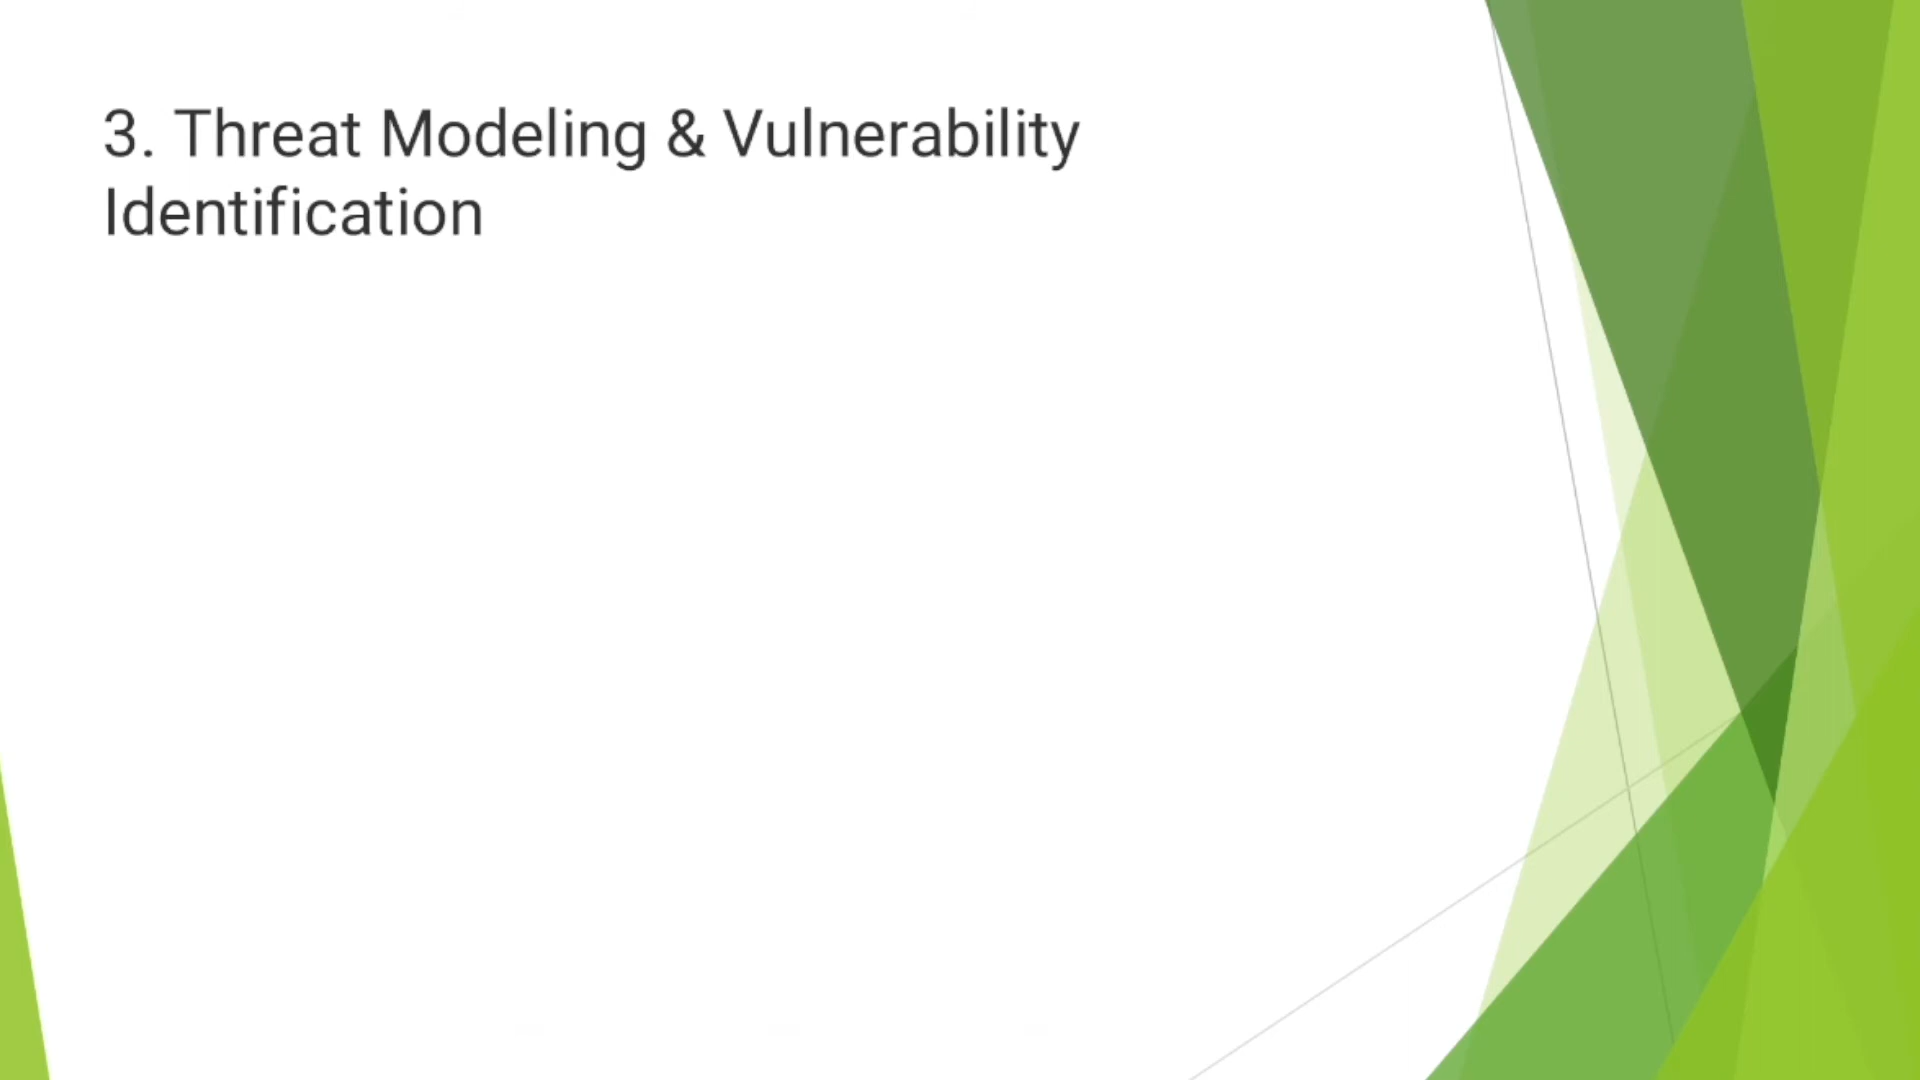 3. Threat Modeling & Vulnerability
Identification